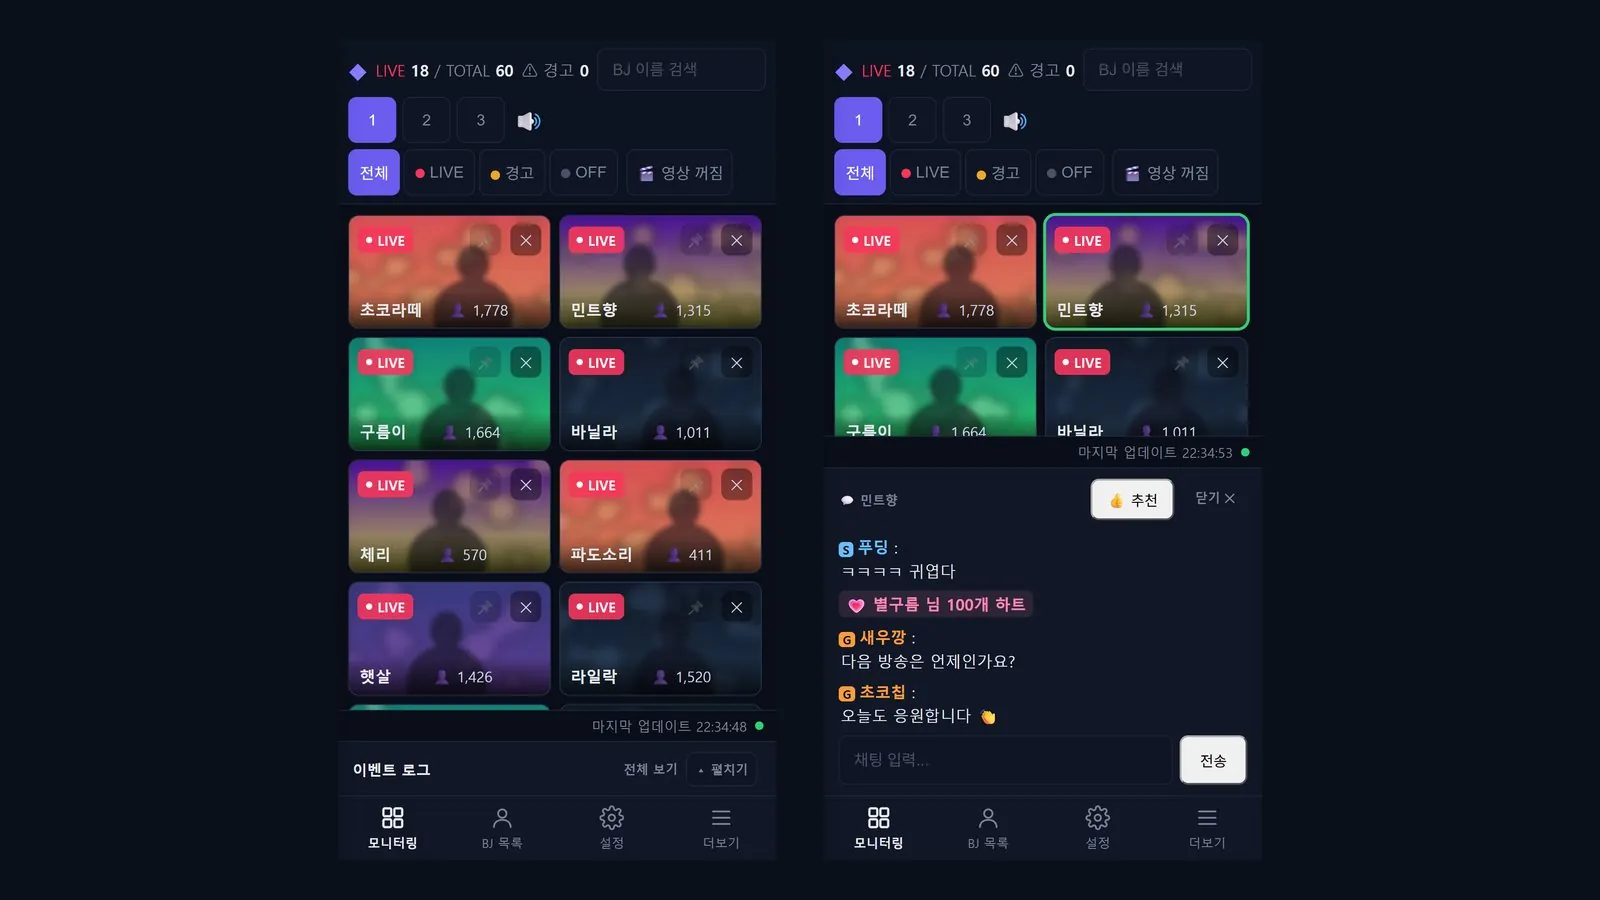 LIVE 18 / TOTAL 60 ⚠ 경고 0
BJ 이름 검색
1 2 3
전체
LIVE
경고
OFF
영상 꺼짐
LIVE
초코라떼 1,778
LIVE
민트향 1,315
LIVE
구름이 1,664
LIVE
바닐라 1,011
LIVE
체리 570
LIVE
파도소리 411
LIVE
햇살 1,426
LIVE
라일락 1,520
마지막 업데이트 22:34:48
이벤트 로그
전체 보기
펼치기
모니터링
BJ 목록
설정
더보기
LIVE 18 / TOTAL 60 ⚠ 경고 0
BJ 이름 검색
1 2 3
전체
LIVE
경고
OFF
영상 꺼짐
LIVE
초코라떼 1,778
LIVE
민트향 1,315
LIVE
구름이 1,664
LIVE
바닐라 1,011
마지막 업데이트 22:34:53
민트향
👍 추천
닫기 ✕
S 푸딩 :
ㅋㅋㅋㅋ 귀엽다
💗 별구름 님 100개 하트
G 새우깡 :
다음 방송은 언제인가요?
G 초코칩 :
오늘도 응원합니다 👏
채팅 입력...
전송
모니터링
BJ 목록
설정
더보기